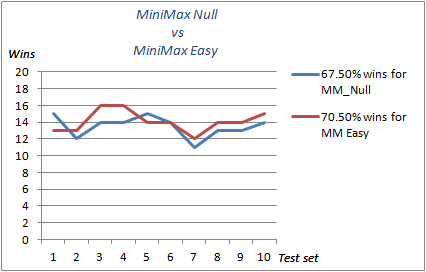 MiniMax Null
vs
MiniMax Easy
Wins
20
18
16
14
12
10
8
6
4
2
0
1 2 3 4 5 6 7 8 9 10 Test set
67.50% wins for
MM_Null
70.50% wins for
MM Easy